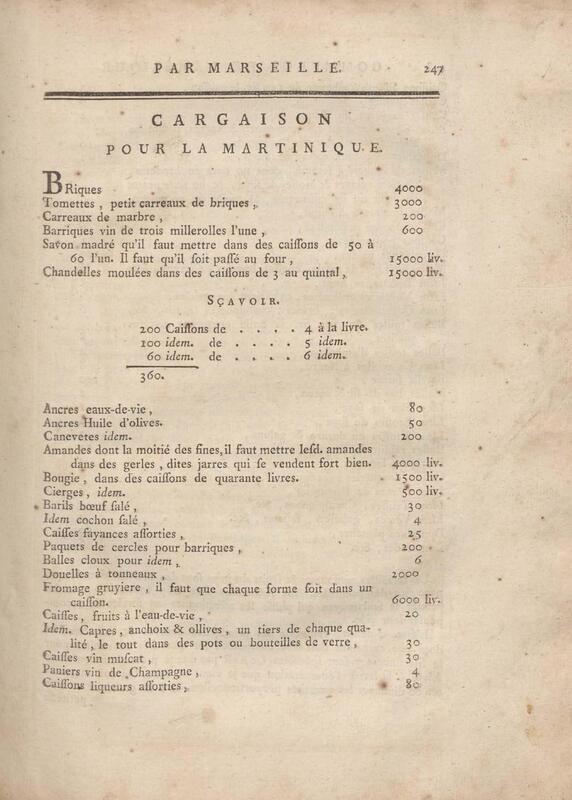 PAR MARSEILLE. 247
CARGAISON
POUR LA MARTINIQUE.
BRiques 4000
Tomettes, petit carreaux de briques, 3000
Carreaux de marbre, 200
Barriques vin de trois millerolles l'une, 600
Savon madré qu'il faut mettre dans des caiſſons de 50 à
60 l'un. Il faut qu'il ſoit paſſé au four, 15000 liv.
Chandelles moulées dans des caiſſons de 3 au quintal, 15000 liv.
SÇAVOIR.
200 Caiſſons de . . . . 4 à la livre.
100 idem. de . . . . 5 idem.
60 idem. de . . . . 6 idem.
360.
Ancres eaux-de-vie, 80
Ancres Huile d'olives. 50
Canevetes idem. 200
Amandes dont la moitié des fines, il faut mettre leſd. amandes
dans des gerles, dites jarres qui ſe vendent fort bien. 4000 liv.
Bougie, dans des caiſſons de quarante livres. 1500 liv.
Cierges, idem. 500 liv.
Barils bœuf ſalé, 30
Idem cochon ſalé, 4
Caiſſes fayances aſſorties, 25
Paquets de cercles pour barriques, 200
Balles cloux pour idem, 6
Douelles à tonneaux, 2000
Fromage gruyiere, il faut que chaque forme ſoit dans un
caiſſon. 6000 liv.
Caiſſes, fruits à l'eau-de-vie, 20
Idem. Capres, anchoix & ollives, un tiers de chaque qua-
lité, le tout dans des pots ou bouteilles de verre, 30
Caiſſes vin muſcat, 30
Paniers vin de Champagne, 4
Caiſſons liqueurs aſſorties, 80